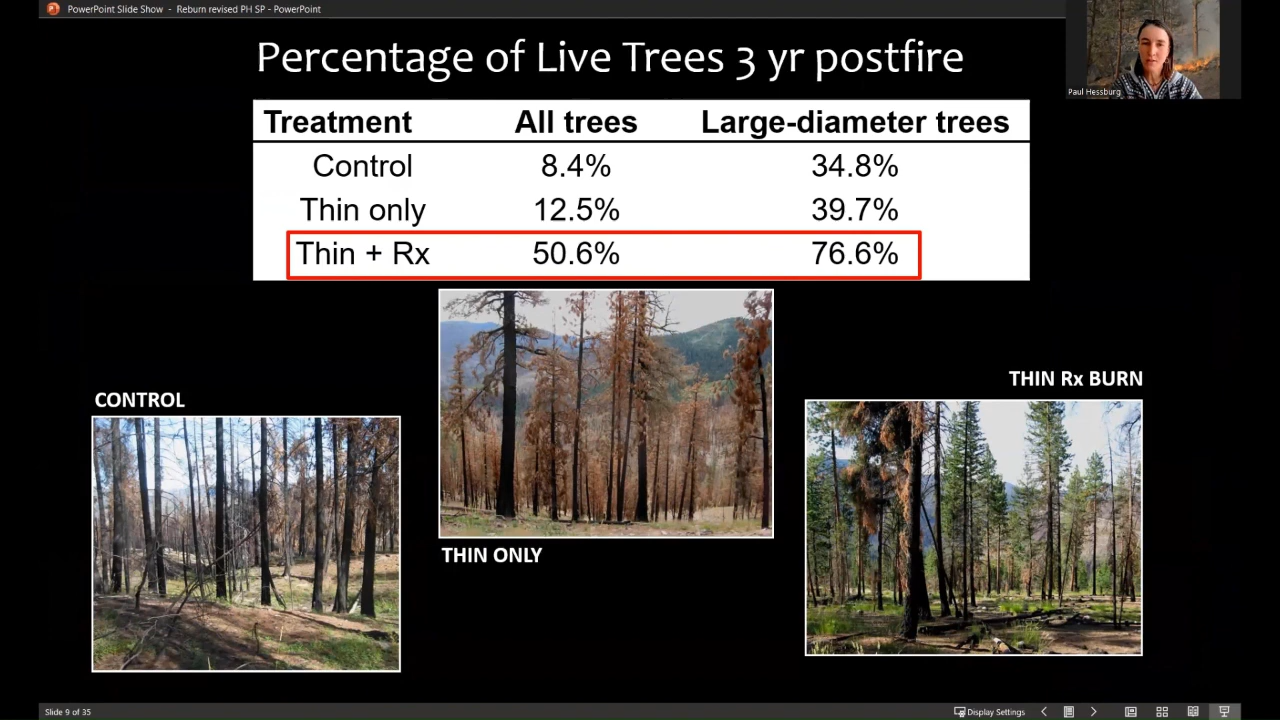 PowerPoint Slide Show - Reburn revised PH SP - PowerPoint
Percentage of Live Trees 3 yr postfire
Paul Hessburg
Treatment All trees Large-diameter trees
Control 8.4% 34.8%
Thin only 12.5% 39.7%
Thin + Rx 50.6% 76.6%
CONTROL
THIN ONLY
THIN Rx BURN
Slide 9 of 35
Display Settings